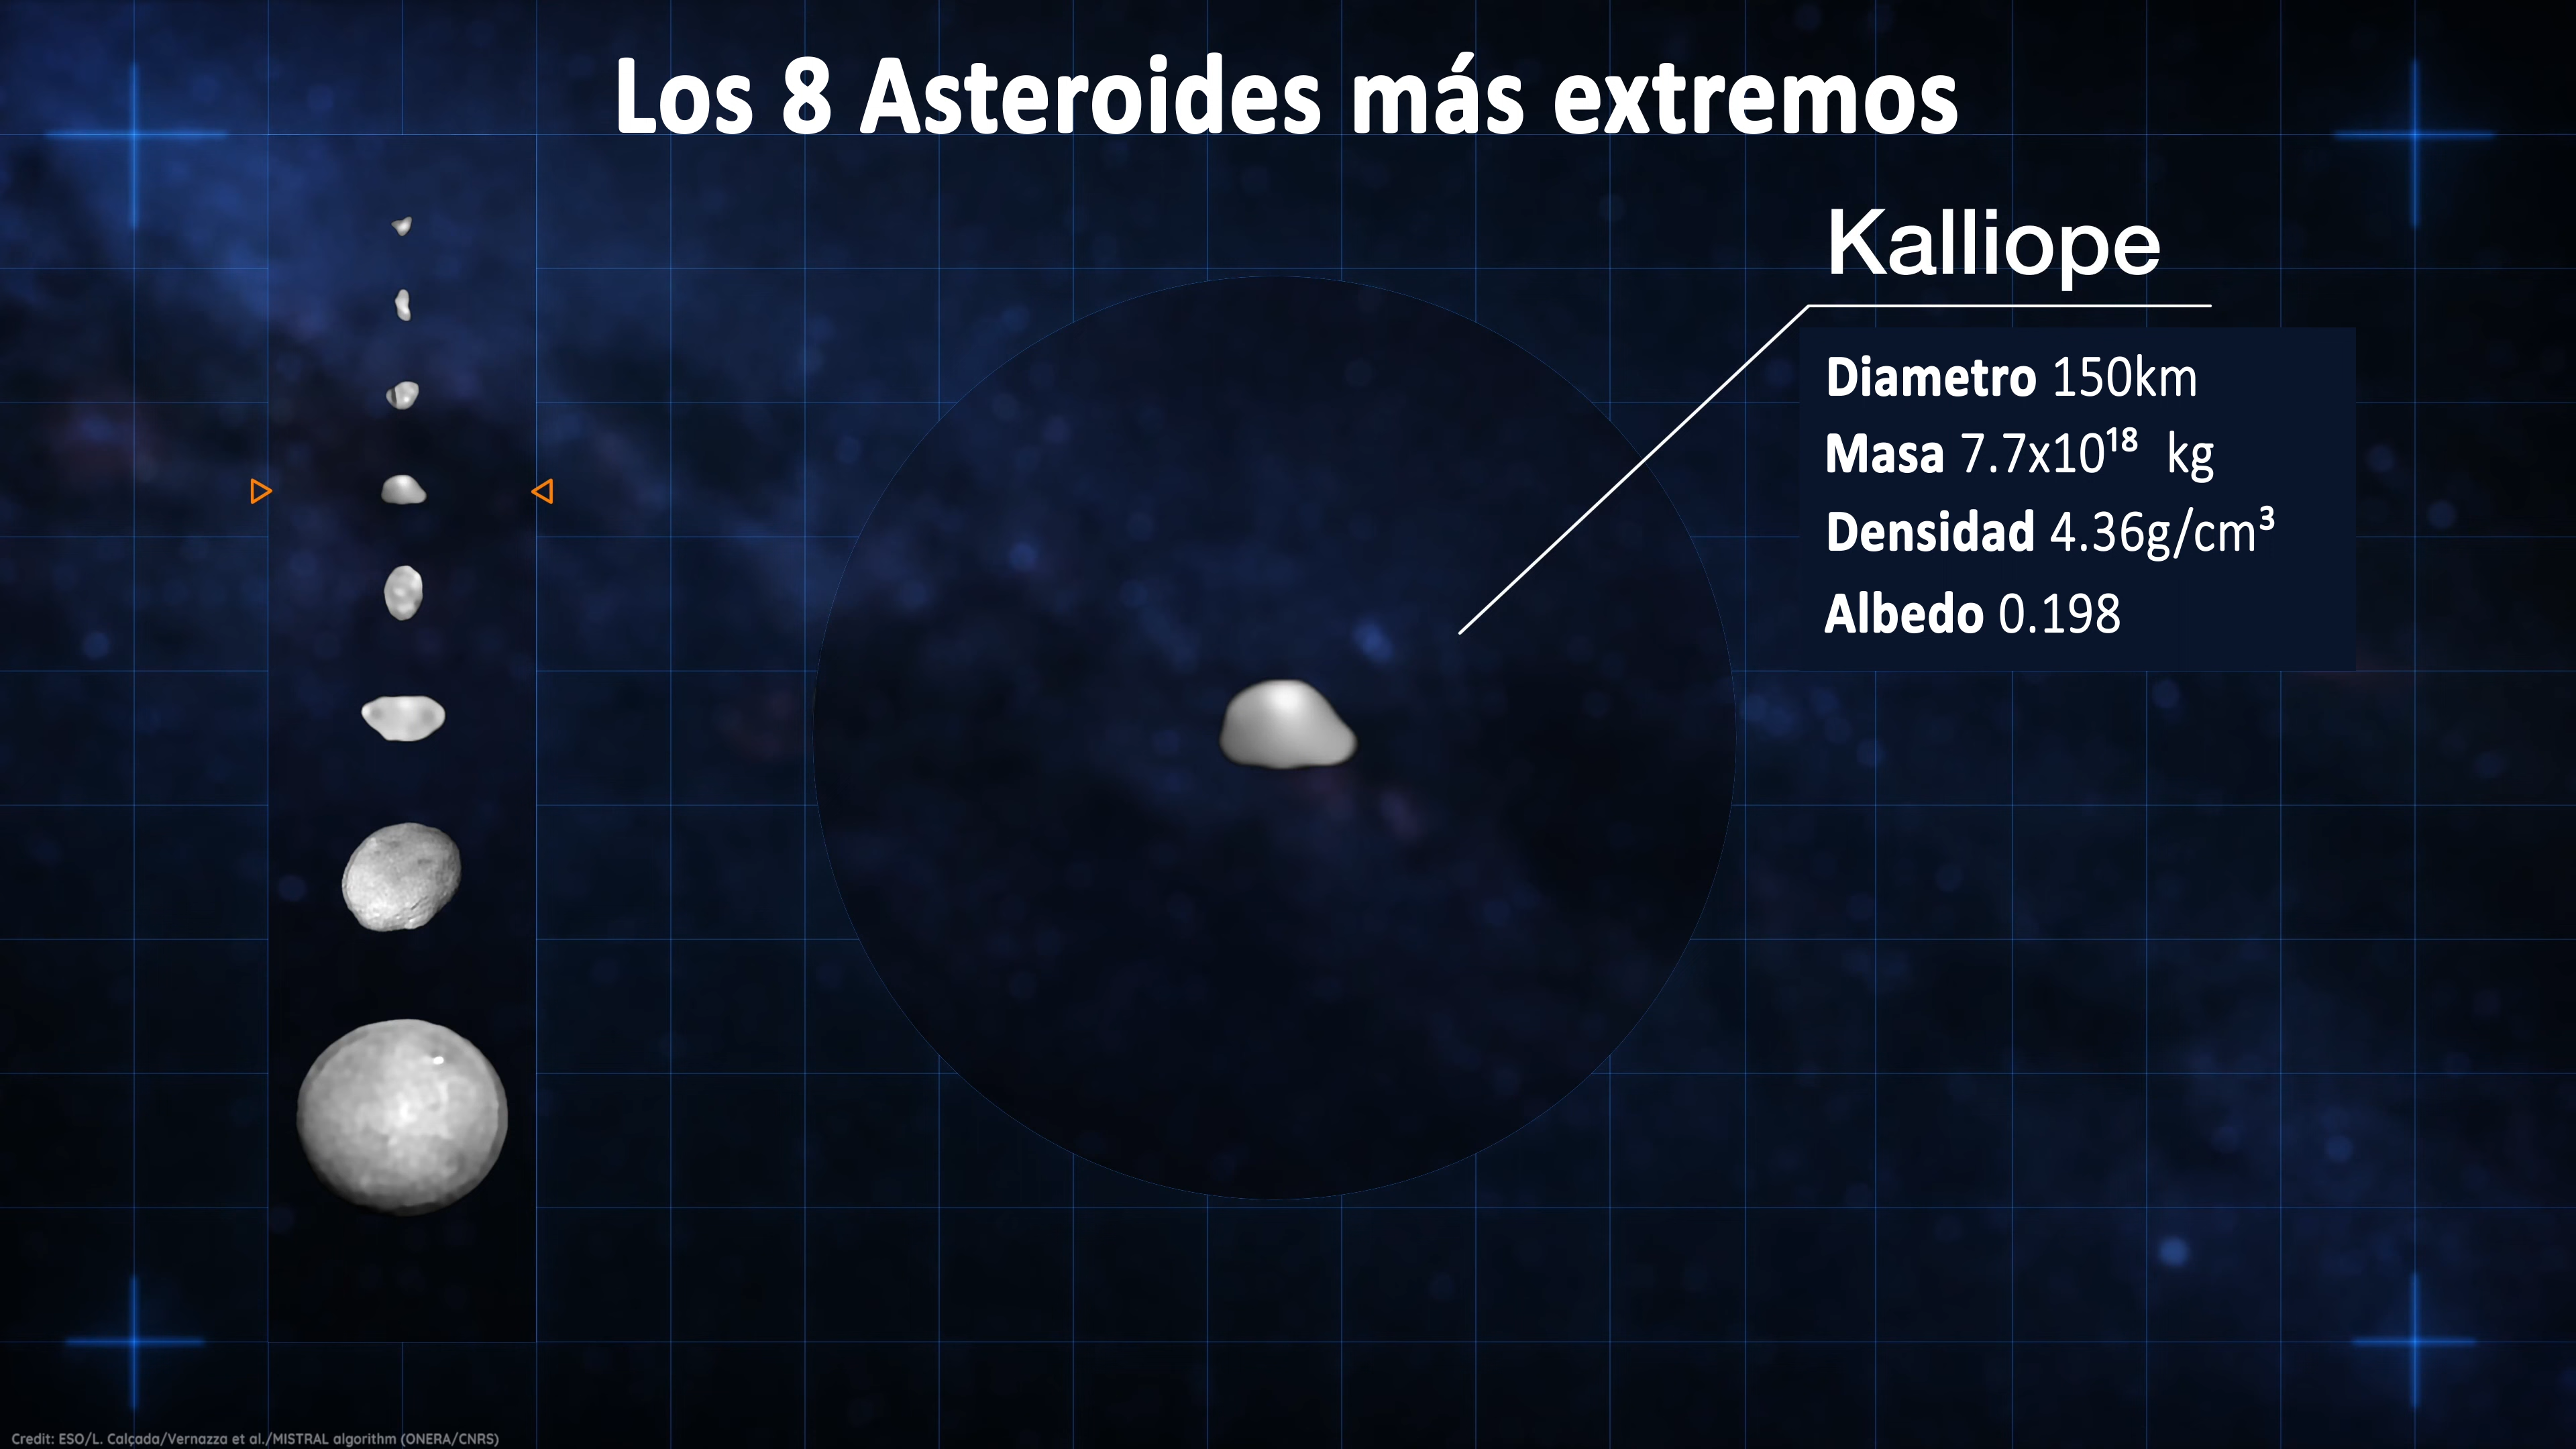 Los 8 Asteroides más extremos
Kalliope
Diametro 150km
Masa 7.7x10¹⁸ kg
Densidad 4.36g/cm³
Albedo 0.198
Credit: ESO/L. Calçada/Vernazza et al./MISTRAL algorithm (ONERA/CNRS)